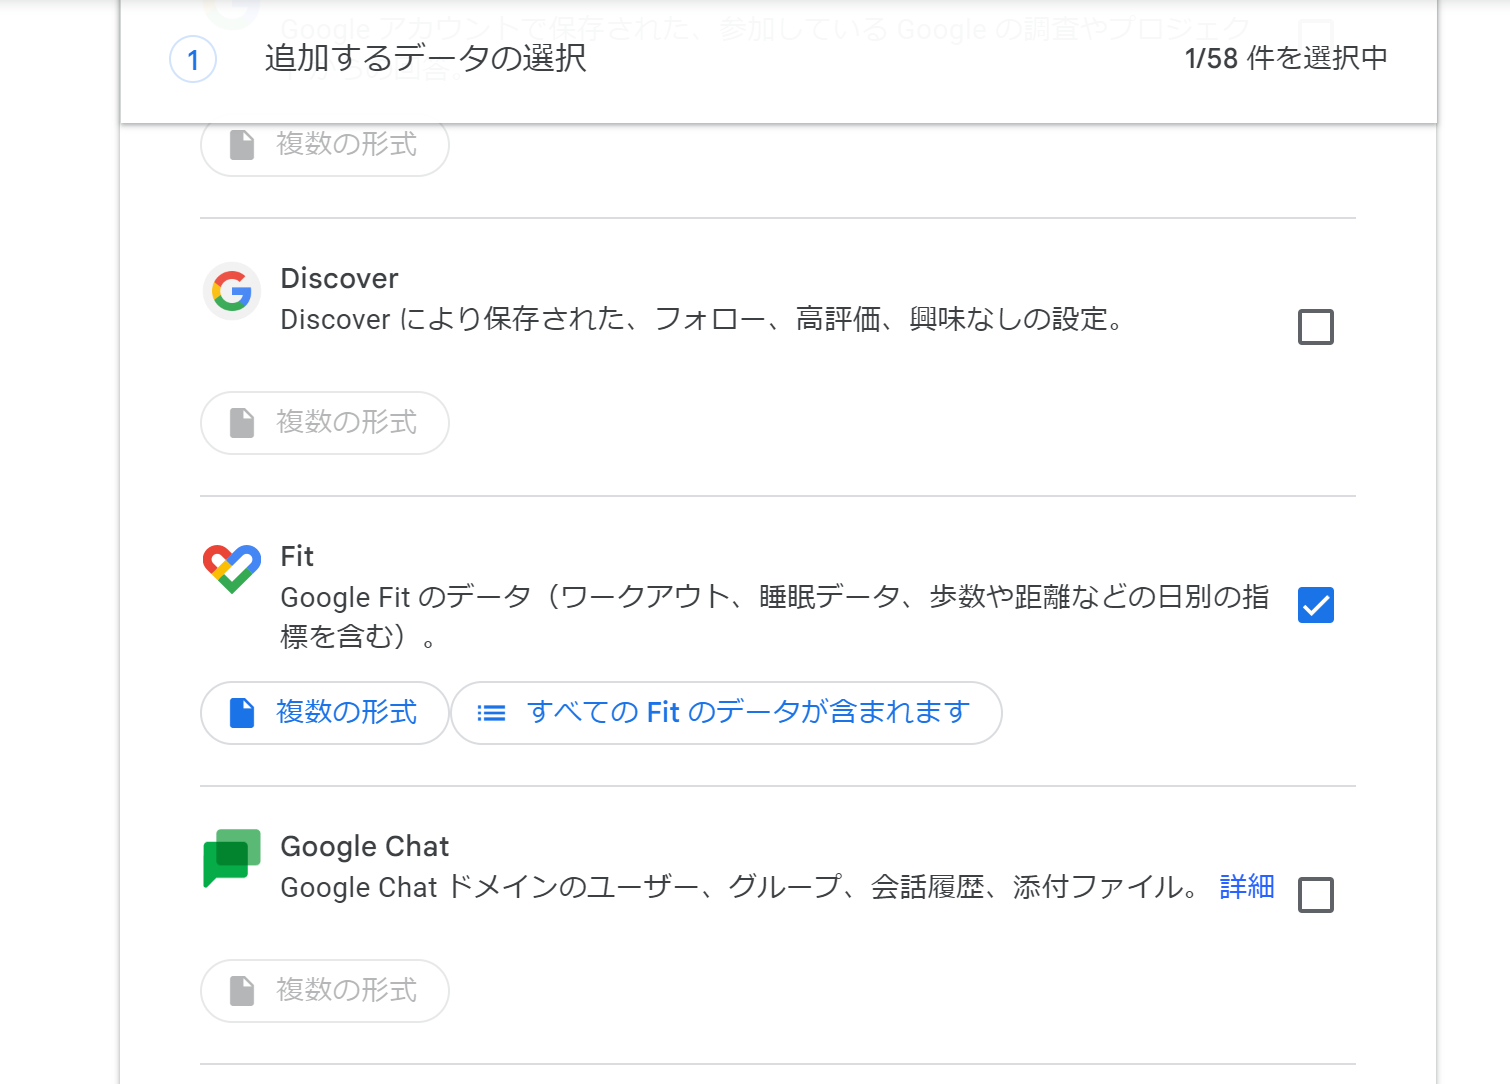 Google アカウントで保存された、参加している Google の調査やプロジェク
1 追加するデータの選択 1/58 件を選択中
複数の形式
Discover
Discover により保存された、フォロー、高評価、興味なしの設定。
複数の形式
Fit
Google Fit のデータ（ワークアウト、睡眠データ、歩数や距離などの日別の指
標を含む）。
複数の形式 すべての Fit のデータが含まれます
Google Chat
Google Chat ドメインのユーザー、グループ、会話履歴、添付ファイル。 詳細
複数の形式